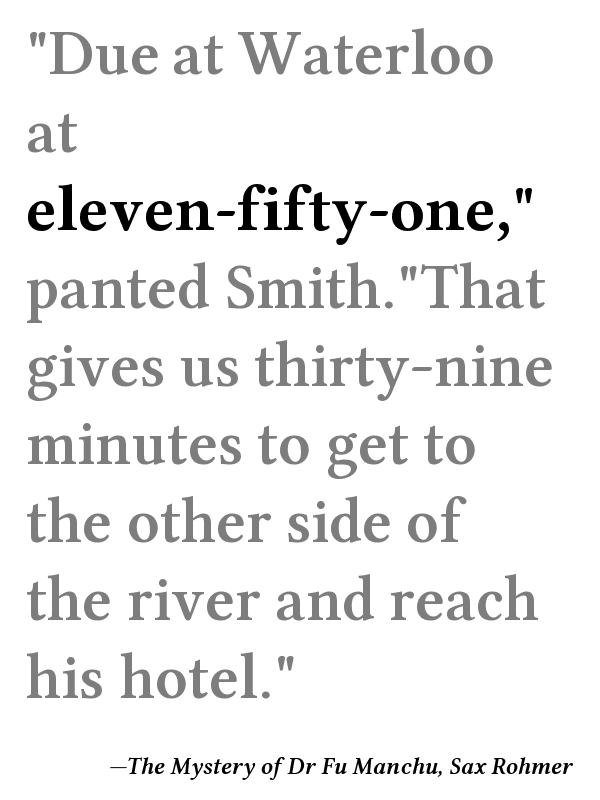 "Due at Waterloo
at
eleven-fifty-one,"
panted Smith."That
gives us thirty-nine
minutes to get to
the other side of
the river and reach
his hotel."
—The Mystery of Dr Fu Manchu, Sax Rohmer